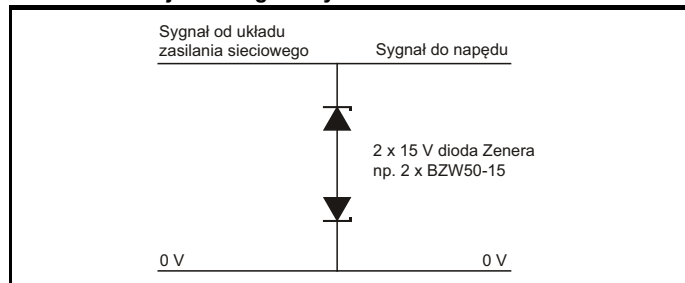 Sygnał od układu
zasilania sieciowego
Sygnał do napędu
2 x 15 V dioda Zenera
np. 2 x BZW50-15
0 V
0 V